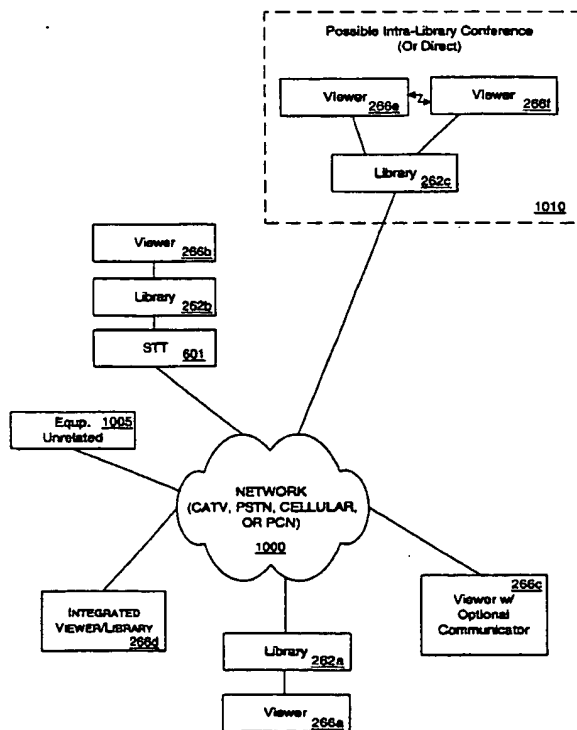 Possible Intra-Library Conference
(Or Direct)
Viewer
266e
Viewer
266f
Library
262c
1010
Viewer
266b
Library
262b
STT
601
Equp. 1005
Unrelated
NETWORK
(CATV, PSTN, CELLULAR,
OR PCN)
1000
INTEGRATED
VIEWER/LIBRARY
266d
266c
Viewer w/
Optional
Communicator
Library
262a
Viewer
266a